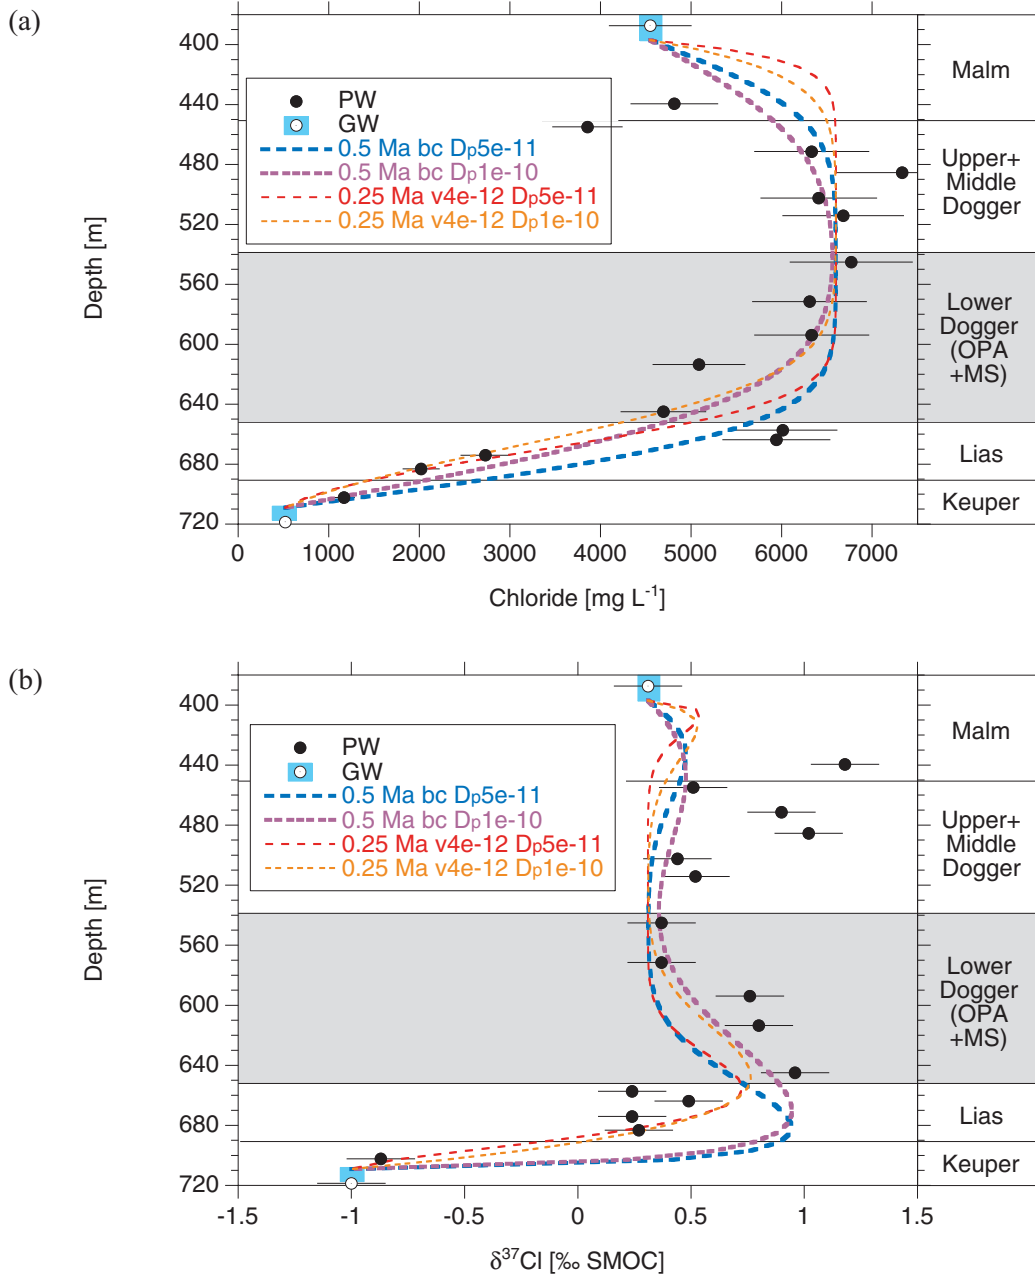 (a)
400
440
480
520
560
600
640
680
720
Depth [m]
PW
GW
0.5 Ma bc Dp5e-11
0.5 Ma bc Dp1e-10
0.25 Ma v4e-12 Dp5e-11
0.25 Ma v4e-12 Dp1e-10
Malm
Upper+
Middle
Dogger
Lower
Dogger
(OPA
+MS)
Lias
Keuper
0 1000 2000 3000 4000 5000 6000 7000
Chloride [mg L⁻¹]
(b)
400
440
480
520
560
600
640
680
720
Depth [m]
PW
GW
0.5 Ma bc Dp5e-11
0.5 Ma bc Dp1e-10
0.25 Ma v4e-12 Dp5e-11
0.25 Ma v4e-12 Dp1e-10
Malm
Upper+
Middle
Dogger
Lower
Dogger
(OPA
+MS)
Lias
Keuper
-1.5 -1 -0.5 0 0.5 1 1.5
δ³⁷Cl [‰ SMOC]